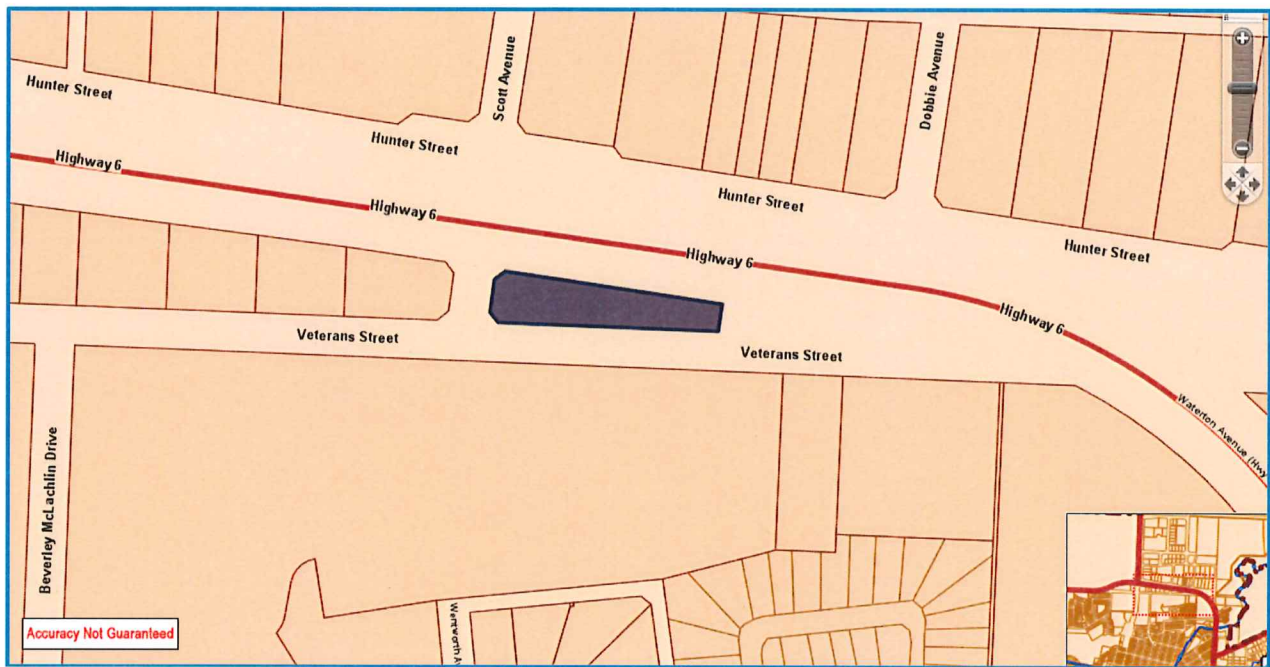 Hunter Street
Scott Avenue
Dobbie Avenue
Hunter Street
Highway 6
Hunter Street
Highway 6
Highway 6
Hunter Street
Highway 6
Veterans Street
Veterans Street
Waterton Avenue (Hwy
Beverley McLachlin Drive
Wentworth A
Accuracy Not Guaranteed